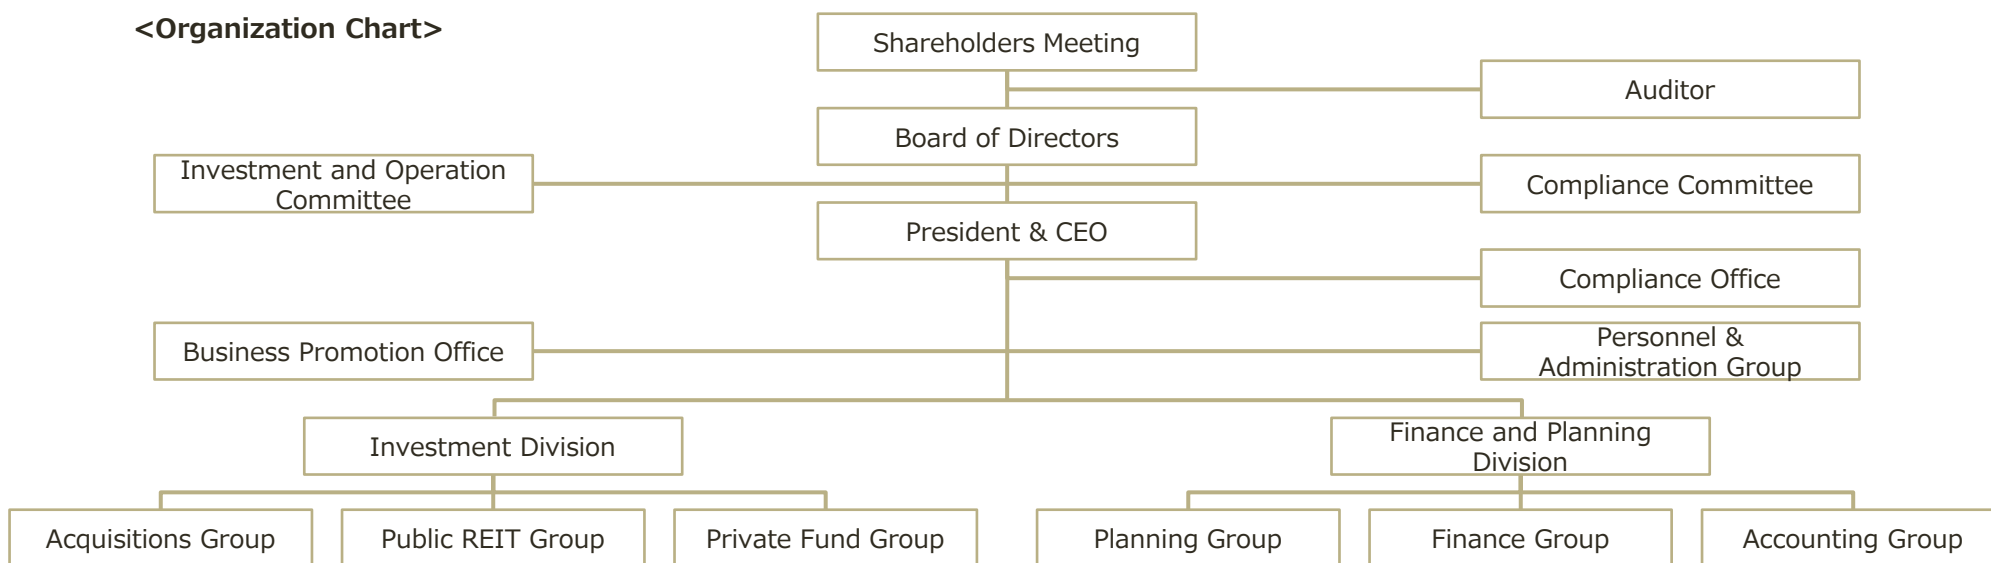 <Organization Chart>
Shareholders Meeting
Auditor
Board of Directors
Investment and Operation
Committee
Compliance Committee
President & CEO
Compliance Office
Business Promotion Office
Personnel &
Administration Group
Investment Division
Finance and Planning
Division
Acquisitions Group
Public REIT Group
Private Fund Group
Planning Group
Finance Group
Accounting Group